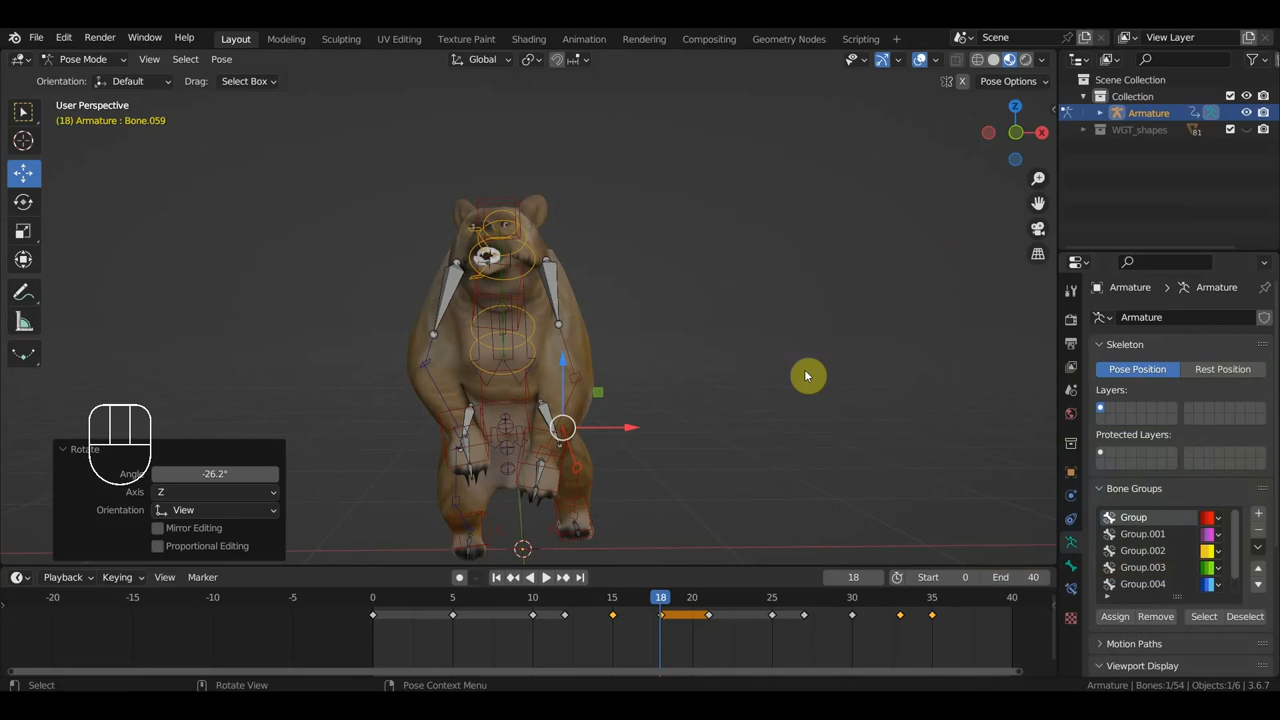 File Edit Render Window Help Layout Modeling Sculpting UV Editing Texture Paint Shading Animation Rendering Compositing Geometry Nodes Scripting + Scene View Layer
Pose Mode View Select Pose Global
Orientation: Default Drag: Select Box X Pose Options
Scene Collection
Collection
Armature
WGT_shapes 81
User Perspective
(18) Armature : Bone.059
Z
X
Armature > Armature
Armature
Skeleton
Pose Position Rest Position
Layers:
Protected Layers:
Bone Groups
Group
Group.001
Group.002
Group.003
Group.004
Assign Remove Select Deselect
Motion Paths
Viewport Display
Rotate
Angle -26.2°
Axis Z
Orientation View
Mirror Editing
Proportional Editing
Playback Keying View Marker 18 Start 0 End 40
-20 -15 -10 -5 0 5 10 15 18 20 25 30 35 40
Select Rotate View Pose Context Menu Armature | Bones:1/54 | Objects:1/6 | 3.6.7